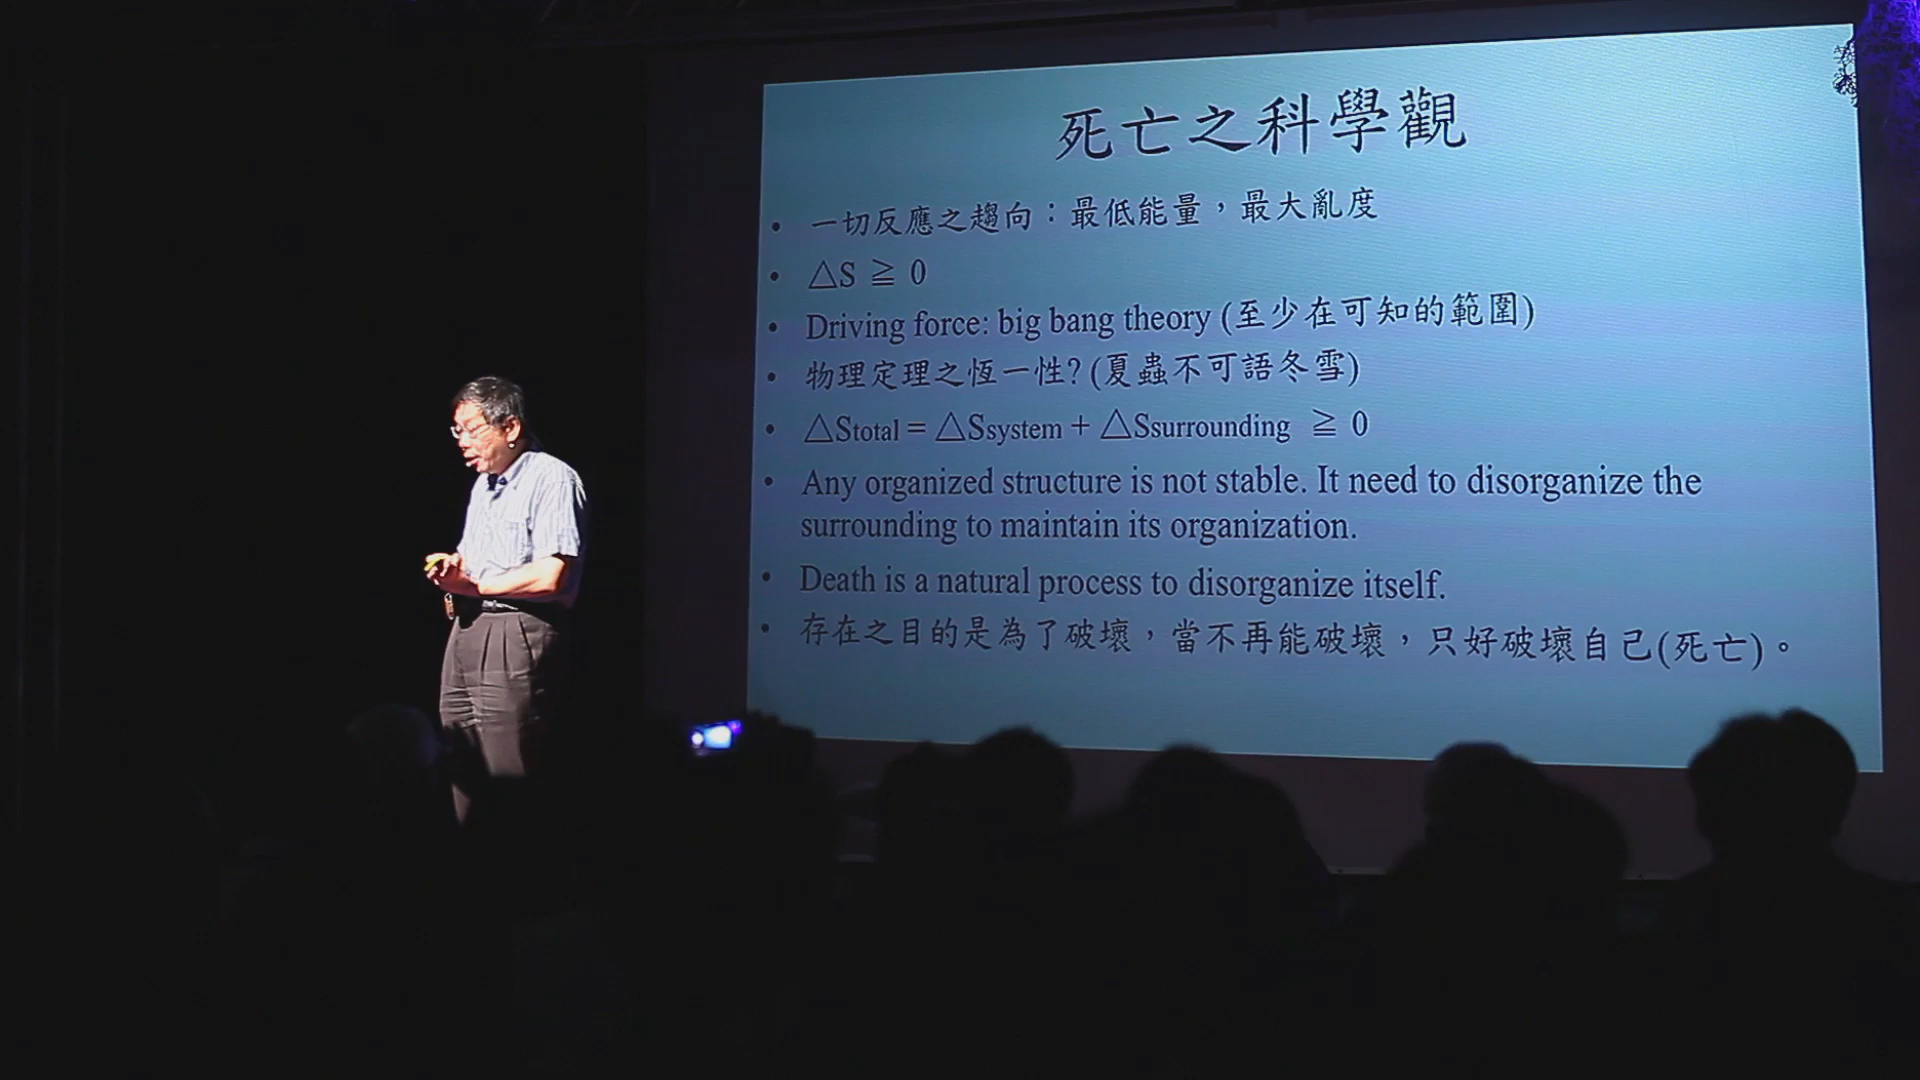 死亡之科學觀
• 一切反應之趨向：最低能量，最大亂度
• △S ≧ 0
• Driving force: big bang theory (至少在可知的範圍)
• 物理定理之恆一性? (夏蟲不可語冬雪)
• △Stotal = △Ssystem + △Ssurrounding ≧ 0
• Any organized structure is not stable. It need to disorganize the
surrounding to maintain its organization.
• Death is a natural process to disorganize itself.
• 存在之目的是為了破壞，當不再能破壞，只好破壞自己(死亡)。